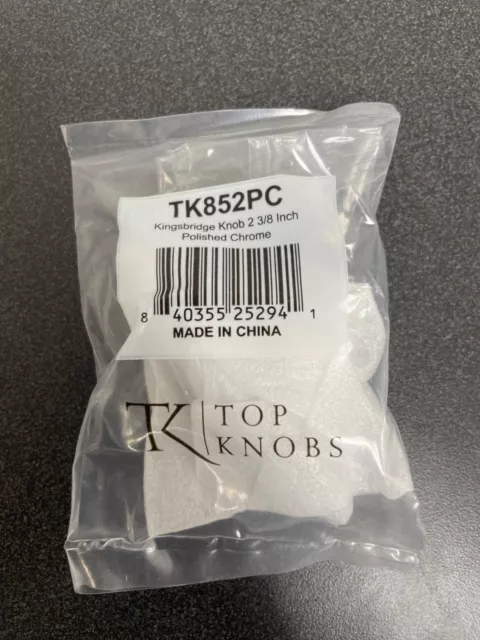 TK852PC
Kingsbridge Knob 2 3/8 Inch
Polished Chrome
8 40355 25294 1
MADE IN CHINA
TK | TOP
KNOBS